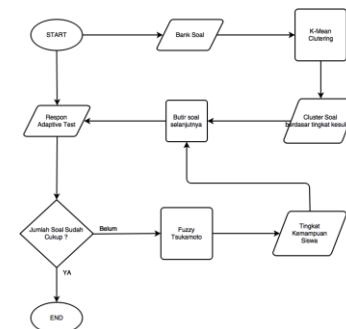 START
Bank Soal
K-Mean
Clutering
Respon
Adaptive Test
Butir soal
selanjutnya
Cluster Soal
berdasar tingkat kesuli
Jumlah Soal Sudah
Cukup ?
Belum
Fuzzy
Tsukamoto
Tingkat
Kemampuan
Siswa
YA
END